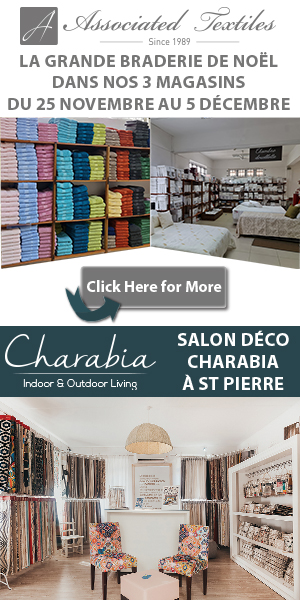 A Associated Textiles
Since 1989
LA GRANDE BRADERIE DE NOËL
DANS NOS 3 MAGASINS
DU 25 NOVEMBRE AU 5 DÉCEMBRE
Click Here for More
Charabia
Indoor & Outdoor Living
SALON DÉCO
CHARABIA
À ST PIERRE